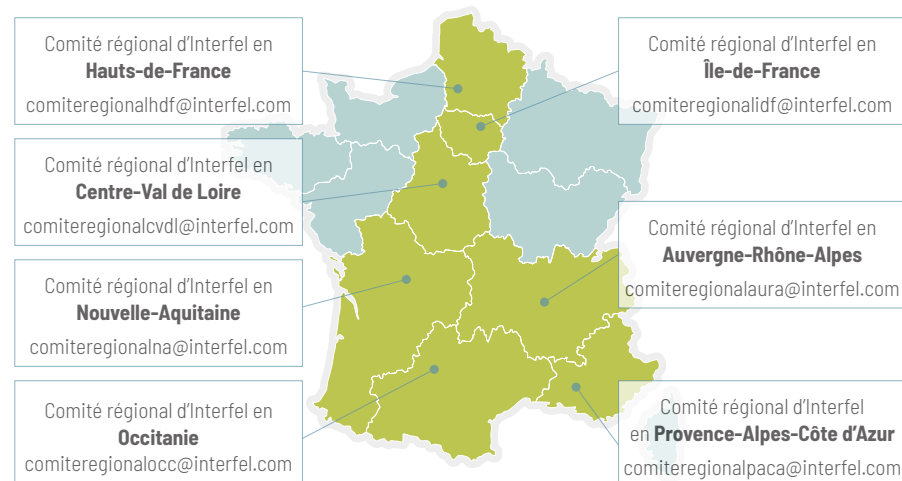 Comité régional d'Interfel en
Hauts-de-France
comiteregionalhdf@interfel.com
Comité régional d'Interfel en
Centre-Val de Loire
comiteregionalcvdl@interfel.com
Comité régional d'Interfel en
Nouvelle-Aquitaine
comiteregionalna@interfel.com
Comité régional d'Interfel en
Occitanie
comiteregionalocc@interfel.com
Comité régional d'Interfel en
Île-de-France
comiteregionalidf@interfel.com
Comité régional d'Interfel en
Auvergne-Rhône-Alpes
comiteregionalaura@interfel.com
Comité régional d'Interfel
en Provence-Alpes-Côte d'Azur
comiteregionalpaca@interfel.com